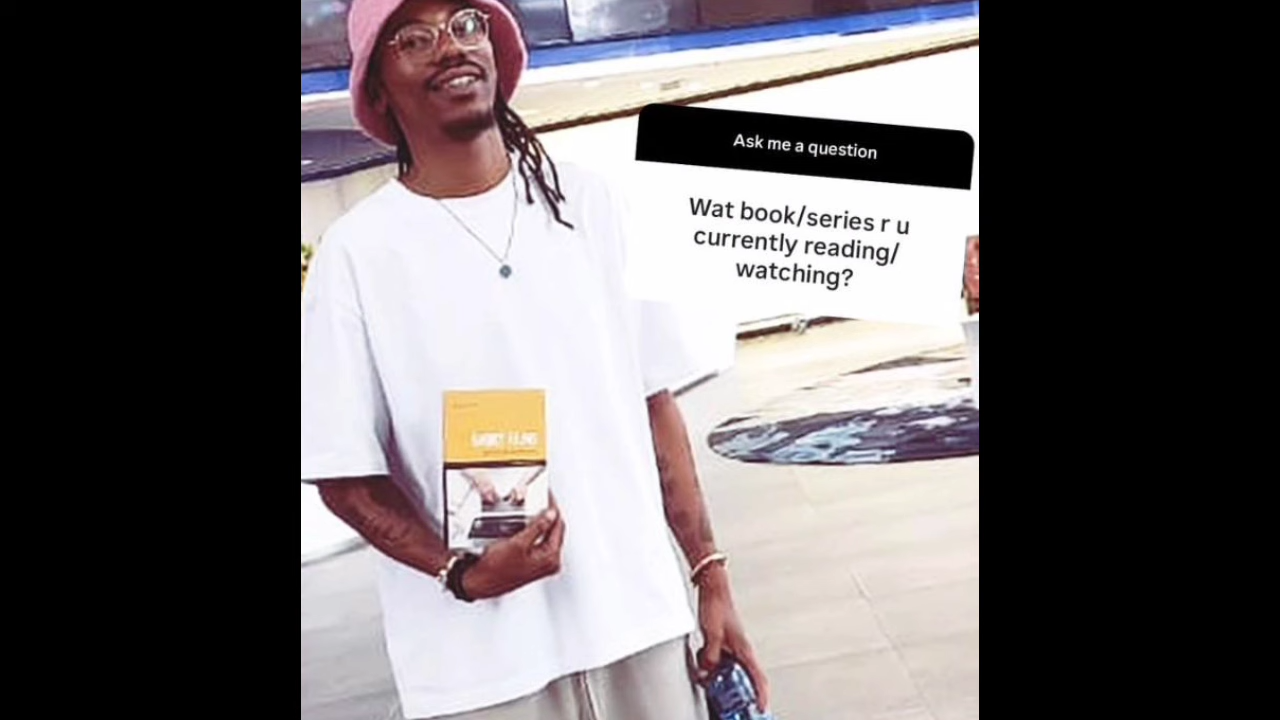 Ask me a question
Wat book/series r u
currently reading/
watching?
SHORT FILMS